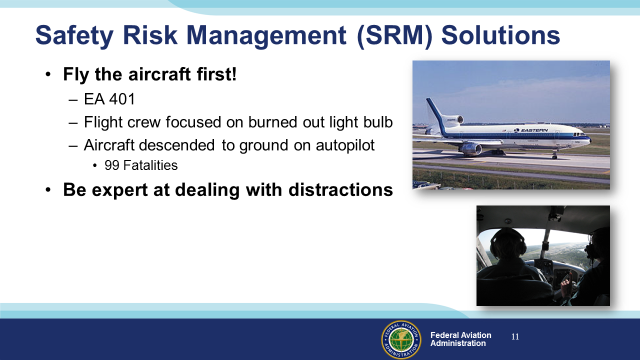 Safety Risk Management (SRM) Solutions
• Fly the aircraft first!
– EA 401
– Flight crew focused on burned out light bulb
– Aircraft descended to ground on autopilot
• 99 Fatalities
• Be expert at dealing with distractions
EASTERN
Federal Aviation
Administration
11